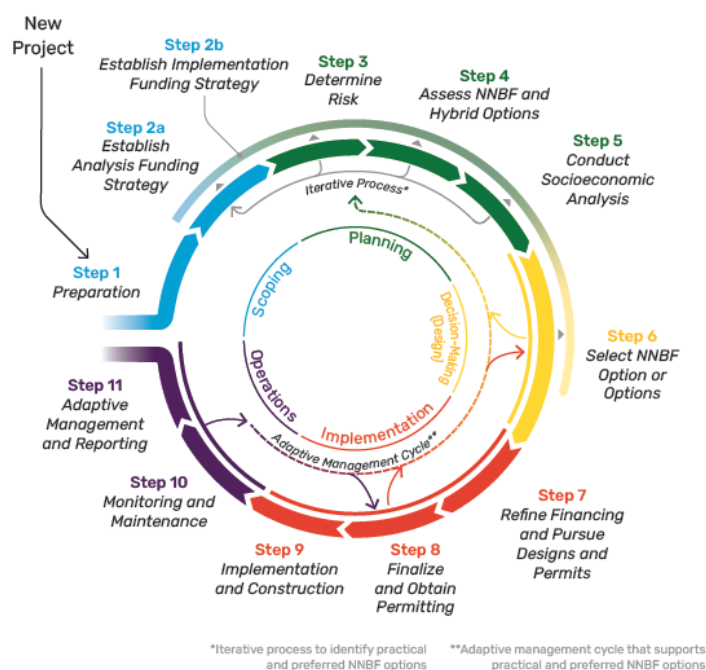 New
Project
Step 1
Preparation
Step 2a
Establish
Analysis Funding
Strategy
Step 2b
Establish Implementation
Funding Strategy
Step 3
Determine
Risk
Step 4
Assess NNBF and
Hybrid Options
Step 5
Conduct
Socioeconomic
Analysis
Step 6
Select NNBF
Option or
Options
Step 7
Refine Financing
and Pursue
Designs and
Permits
Step 8
Finalize
and Obtain
Permitting
Step 9
Implementation
and Construction
Step 10
Monitoring and
Maintenance
Step 11
Adaptive
Management
and Reporting
Iterative Process*
Scoping
Planning
Decision-Making
(Design)
Implementation
Operations
Adaptive Management Cycle**
*Iterative process to identify practical
and preferred NNBF options
**Adaptive management cycle that supports
practical and preferred NNBF options